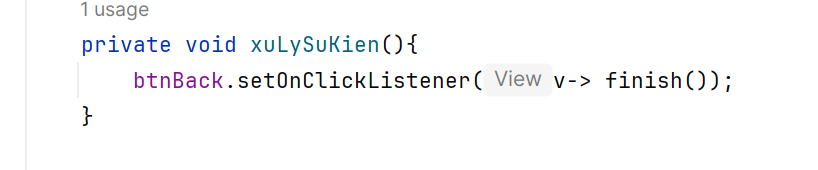 1 usage
private void xuLySuKien(){
btnBack.setOnClickListener( View v-> finish());
}